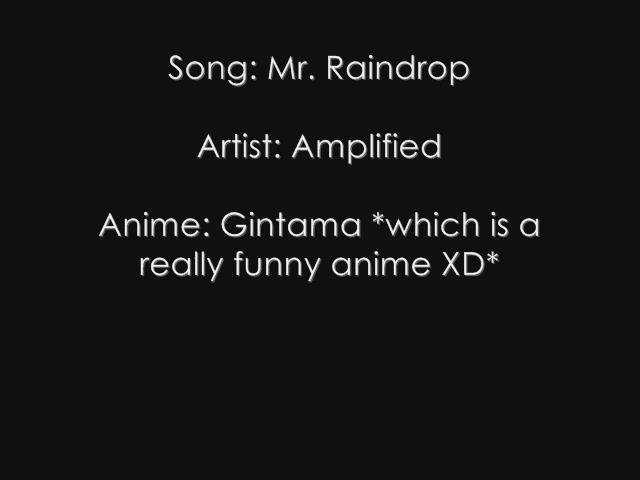 Song: Mr. Raindrop
Artist: Amplified
Anime: Gintama *which is a
really funny anime XD*